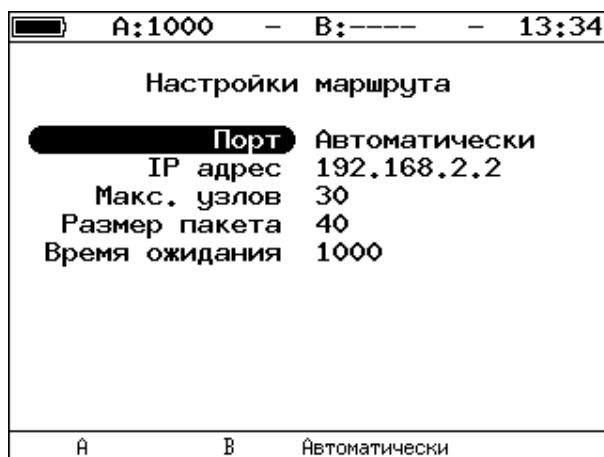 A:1000 - B:---- - 13:34
Настройки маршрута
Порт Автоматически
IP адрес 192.168.2.2
Макс. узлов 30
Размер пакета 40
Время ожидания 1000
A B Автоматически